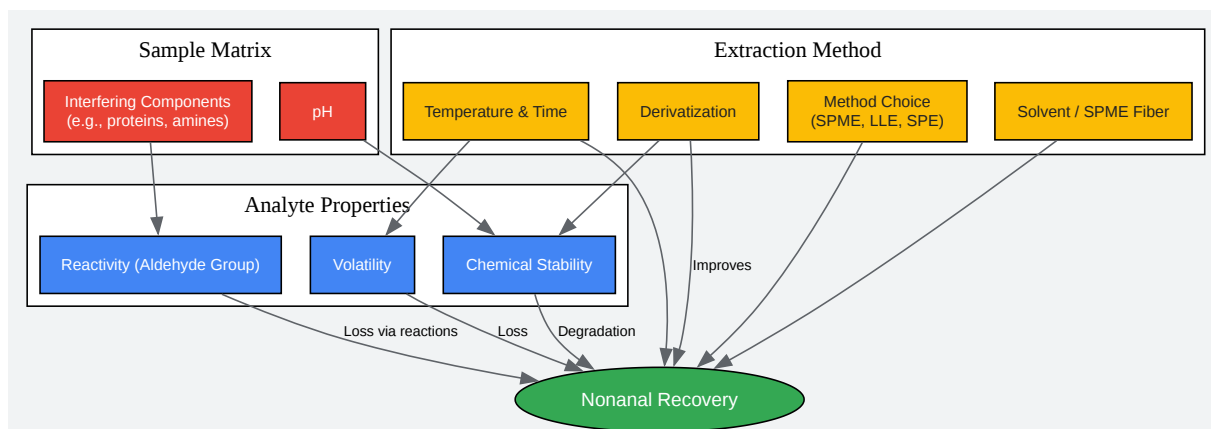 Sample Matrix
Extraction Method
Interfering Components
(e.g., proteins, amines)
pH
Temperature & Time
Derivatization
Method Choice
(SPME, LLE, SPE)
Solvent / SPME Fiber
Analyte Properties
Reactivity (Aldehyde Group)
Volatility
Chemical Stability
Improves
Loss via reactions
Loss
Degradation
Nonanal Recovery